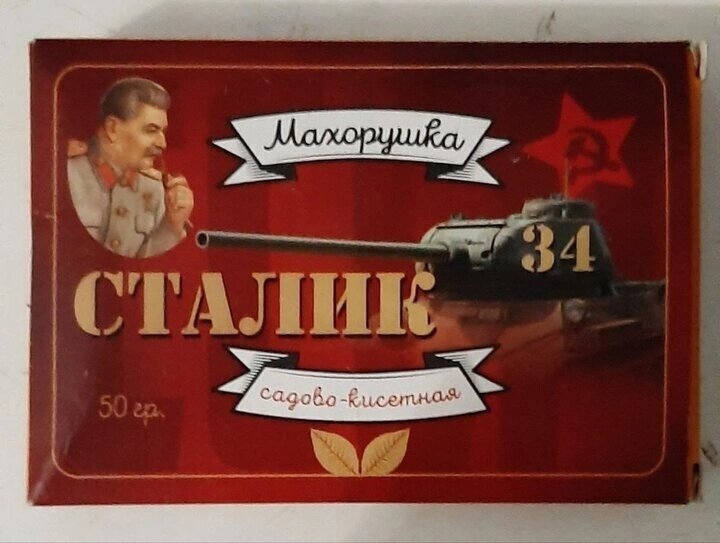 Махорушка
34
СТАЛИК
садово-кисетная
50 гр.